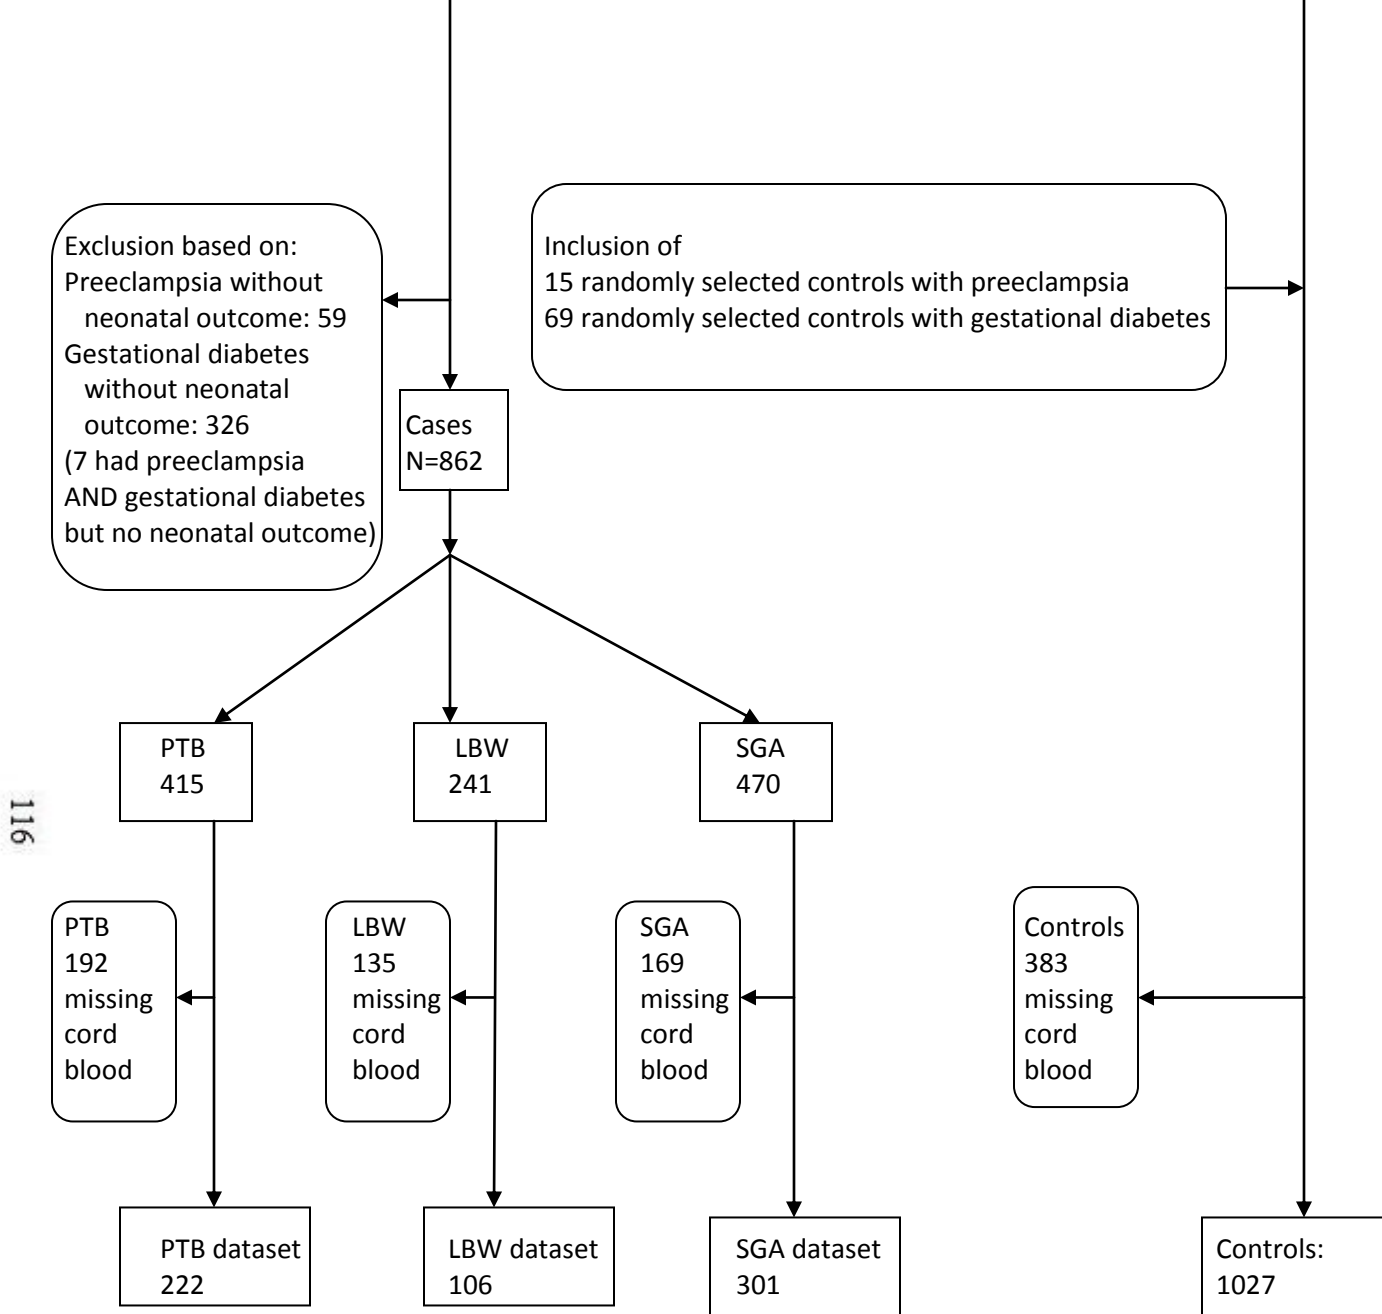 Exclusion based on:
Preeclampsia without
neonatal outcome: 59
Gestational diabetes
without neonatal
outcome: 326
(7 had preeclampsia
AND gestational diabetes
but no neonatal outcome)
Inclusion of
15 randomly selected controls with preeclampsia
69 randomly selected controls with gestational diabetes
Cases
N=862
PTB
415
LBW
241
SGA
470
116
PTB
192
missing
cord
blood
LBW
135
missing
cord
blood
SGA
169
missing
cord
blood
Controls
383
missing
cord
blood
PTB dataset
222
LBW dataset
106
SGA dataset
301
Controls:
1027